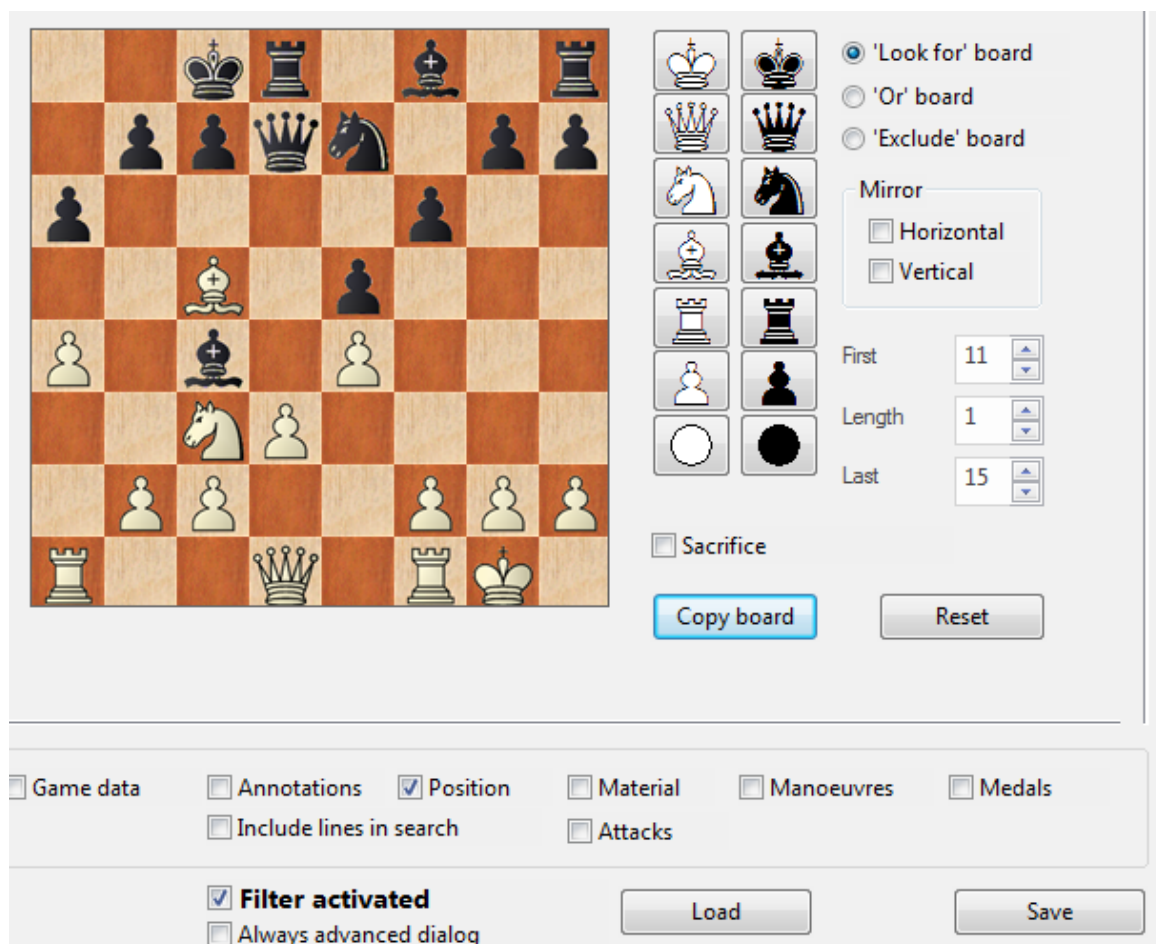 'Look for' board
'Or' board
'Exclude' board
Mirror
Horizontal
Vertical
First 11
Length 1
Last 15
Sacrifice
Copy board Reset
Game data Annotations Position Material Manoeuvres Medals
Include lines in search Attacks
Filter activated Load Save
Always advanced dialog